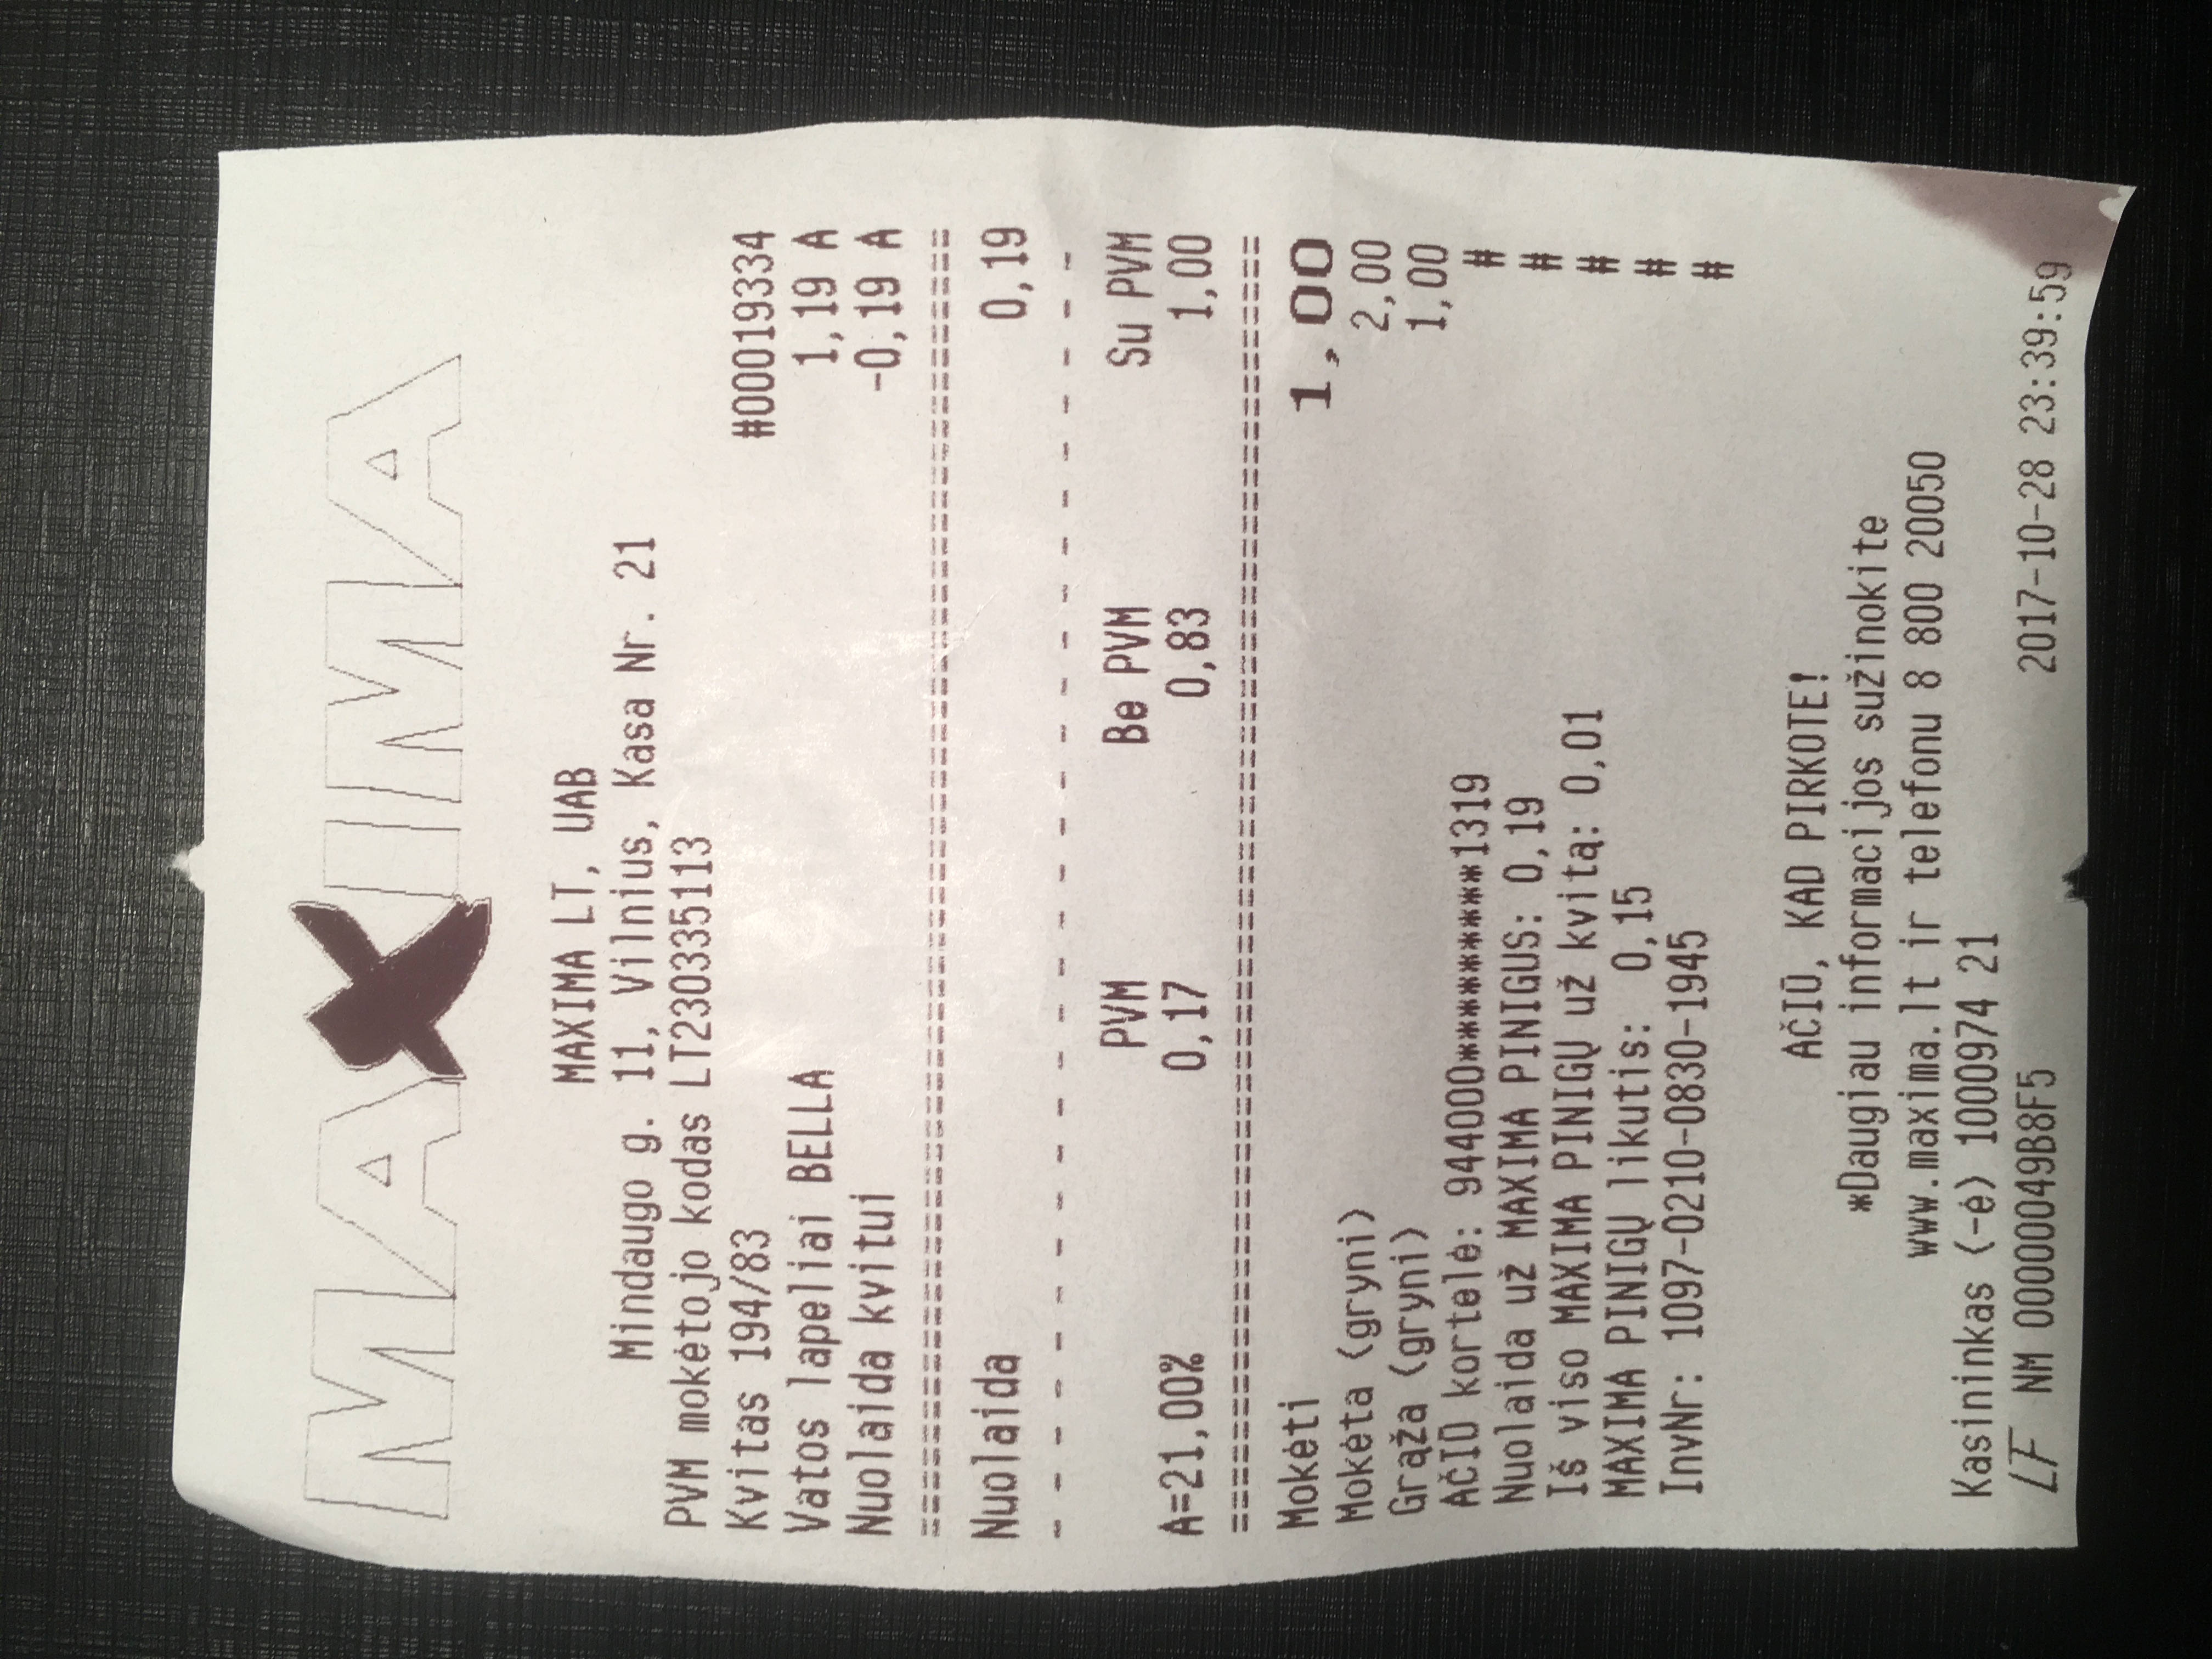 MAXIMA
MAXIMA LT, UAB
Mindaugo g. 11, Vilnius, Kasa Nr. 21
PVM mokėtojo kodas LT230335113
Kvitas 194/83 #00019334
Vatos lapeliai BELLA 1,19 A
Nuolaida kvitui -0,19 A
================================================
Nuolaida 0,19
- - - - - - - - - - - - - - - - - - - - - - - -
PVM Be PVM Su PVM
A=21,00% 0,17 0,83 1,00
================================================
Mokėti 1,00
Mokėta (gryni) 2,00
Grąža (gryni) 1,00
AČIŪ kortelė: 944000**********1319 #
Nuolaida už MAXIMA PINIGUS: 0,19 #
Iš viso MAXIMA PINIGŲ už kvitą: 0,01 #
MAXIMA PINIGŲ likutis: 0,15 #
InvNr: 1097-0210-0830-1945 #
AČIŪ, KAD PIRKOTE!
*Daugiau informacijos sužinokite
www.maxima.lt ir telefonu 8 800 20050
Kasininkas (-ė) 1000974 21
LF NM 0000049B8F5 2017-10-28 23:39:59